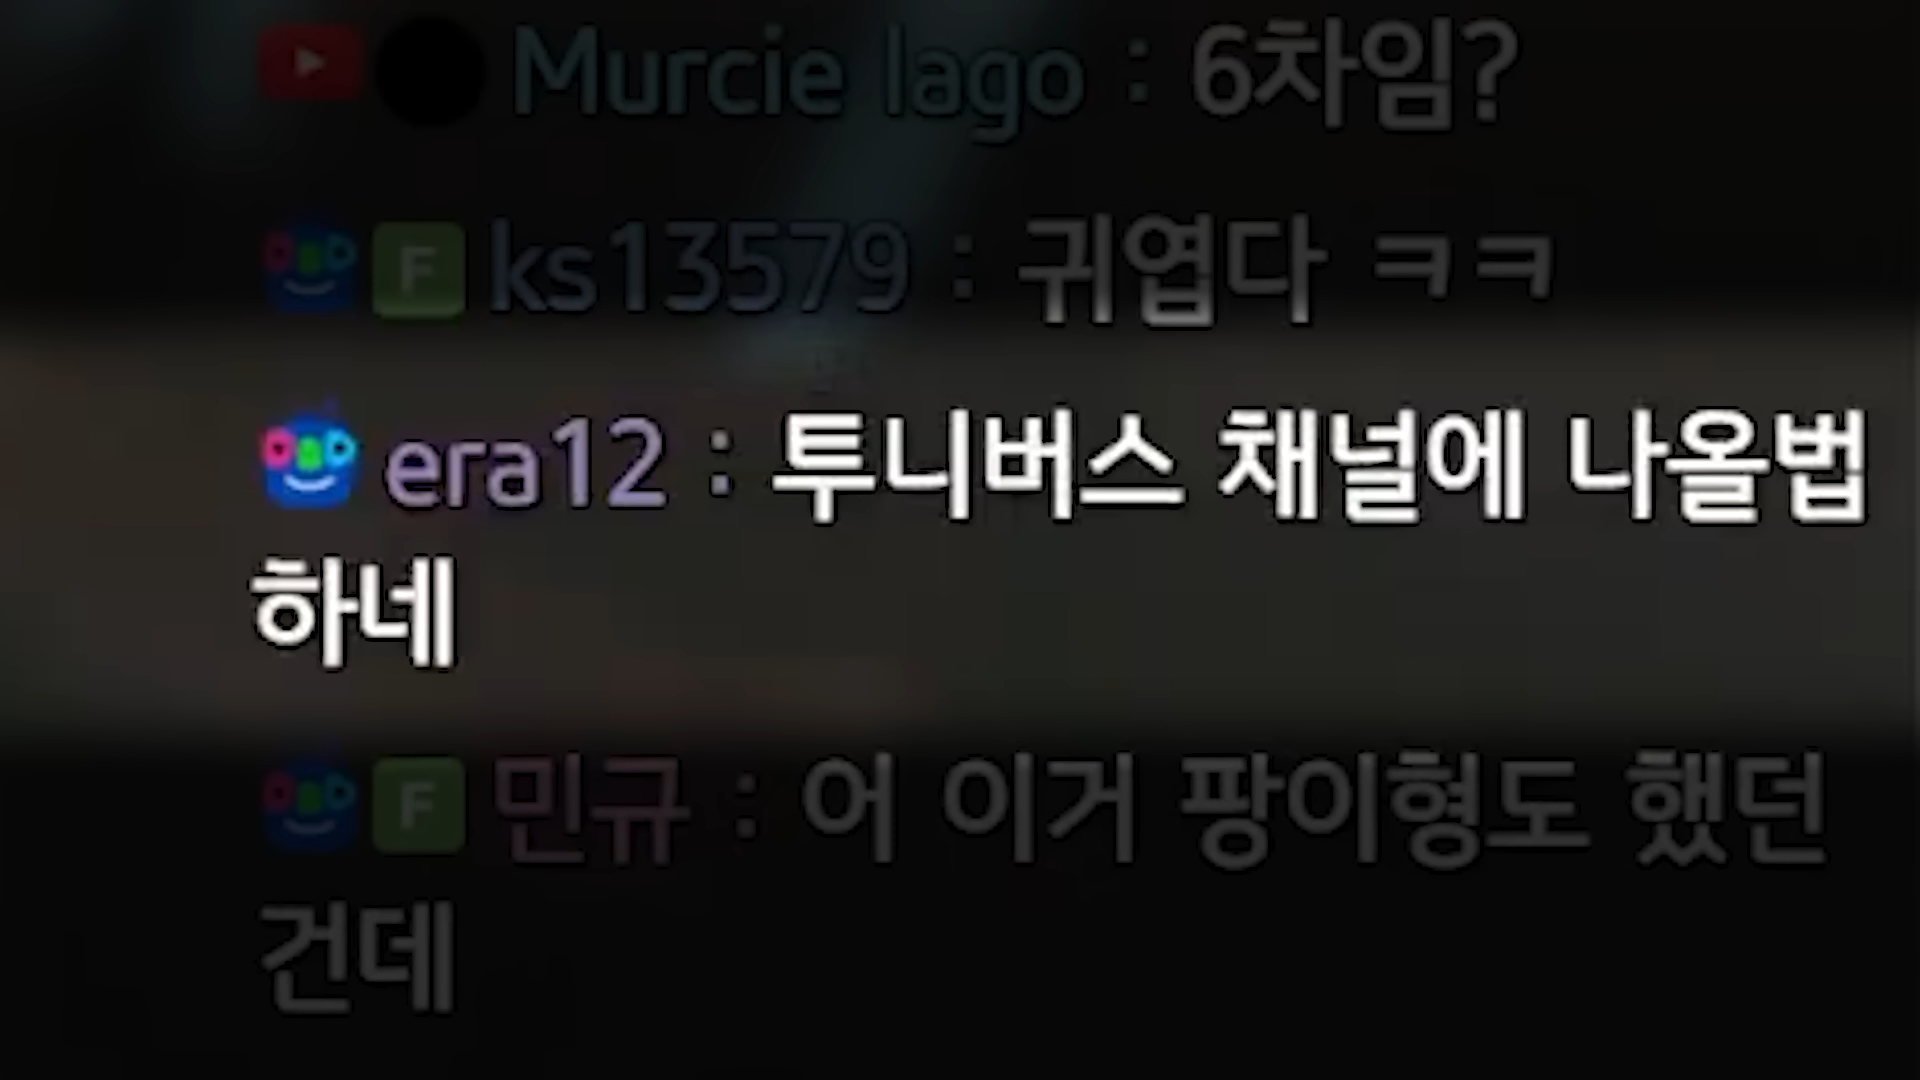 Murcie lago : 6차임?
F ks13579 : 귀엽다 ㅋㅋ
era12 : 투니버스 채널에 나올법
하네
F 민규 : 어 이거 팡이형도 했던
건데